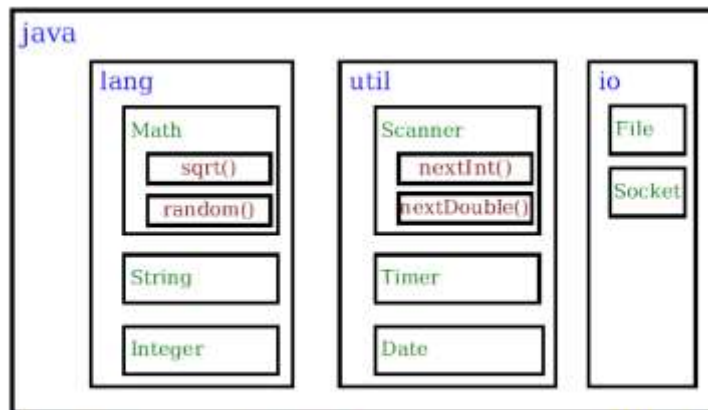 java
lang
Math
sqrt()
random()
String
Integer
util
Scanner
nextInt()
nextDouble()
Timer
Date
io
File
Socket